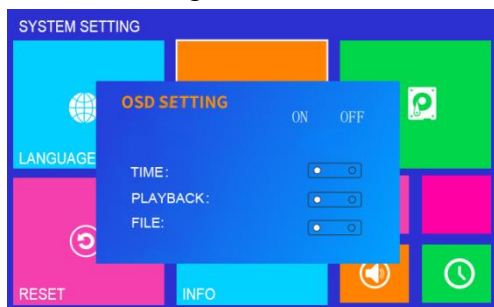 SYSTEM SETTING
OSD SETTING
ON OFF
LANGUAGE
TIME:
PLAYBACK:
FILE:
RESET
INFO